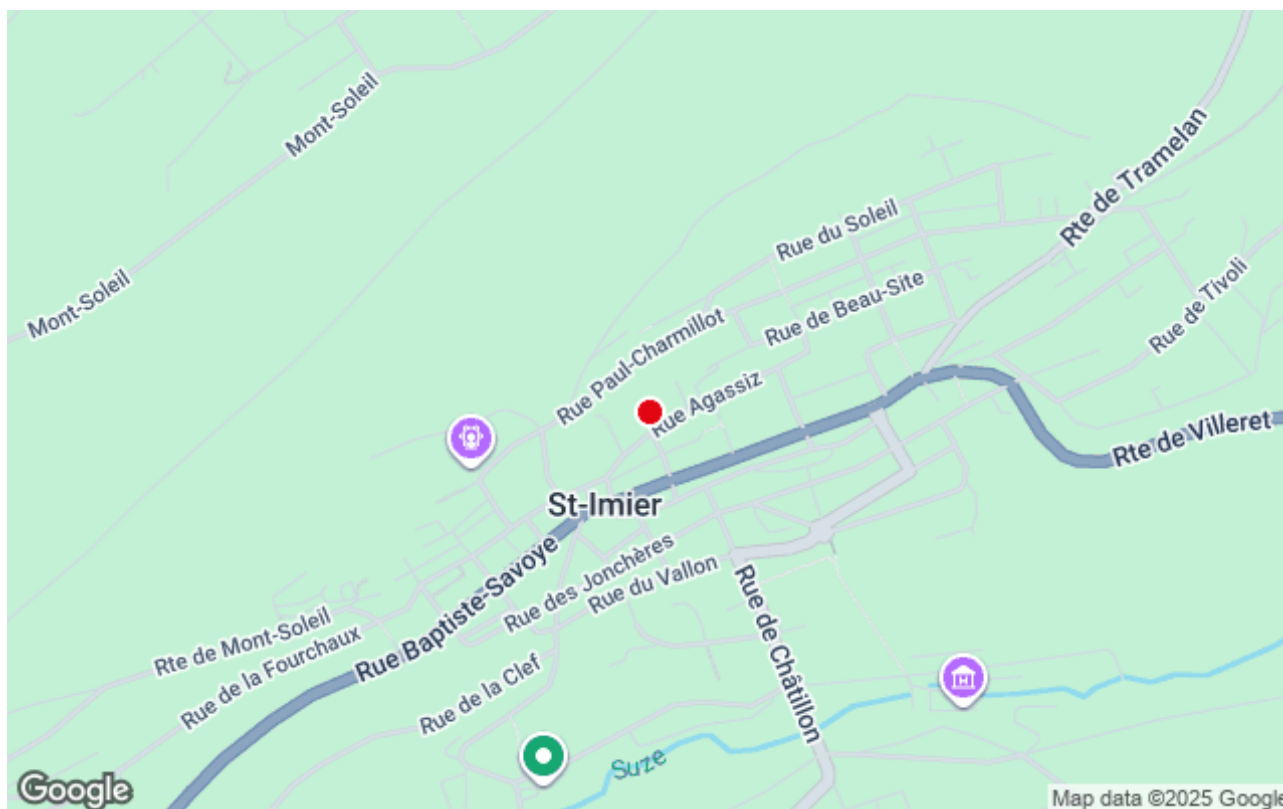 Mont-Soleil
Rte de Tramelan
Rue du Soleil
Mont-Soleil
Rue de Tivoli
Rue de Beau-Site
Rue Paul-Charmillot
Rue Agassiz
Rte de Villeret
St-Imier
Rue des Jonchères
Rue Baptiste-Savoye
Rue du Vallon
Rue de Châtillon
Rte de Mont-Soleil
Rue de la Fourchaux
Rue de la Clef
Suze
Google
Map data ©2025 Google